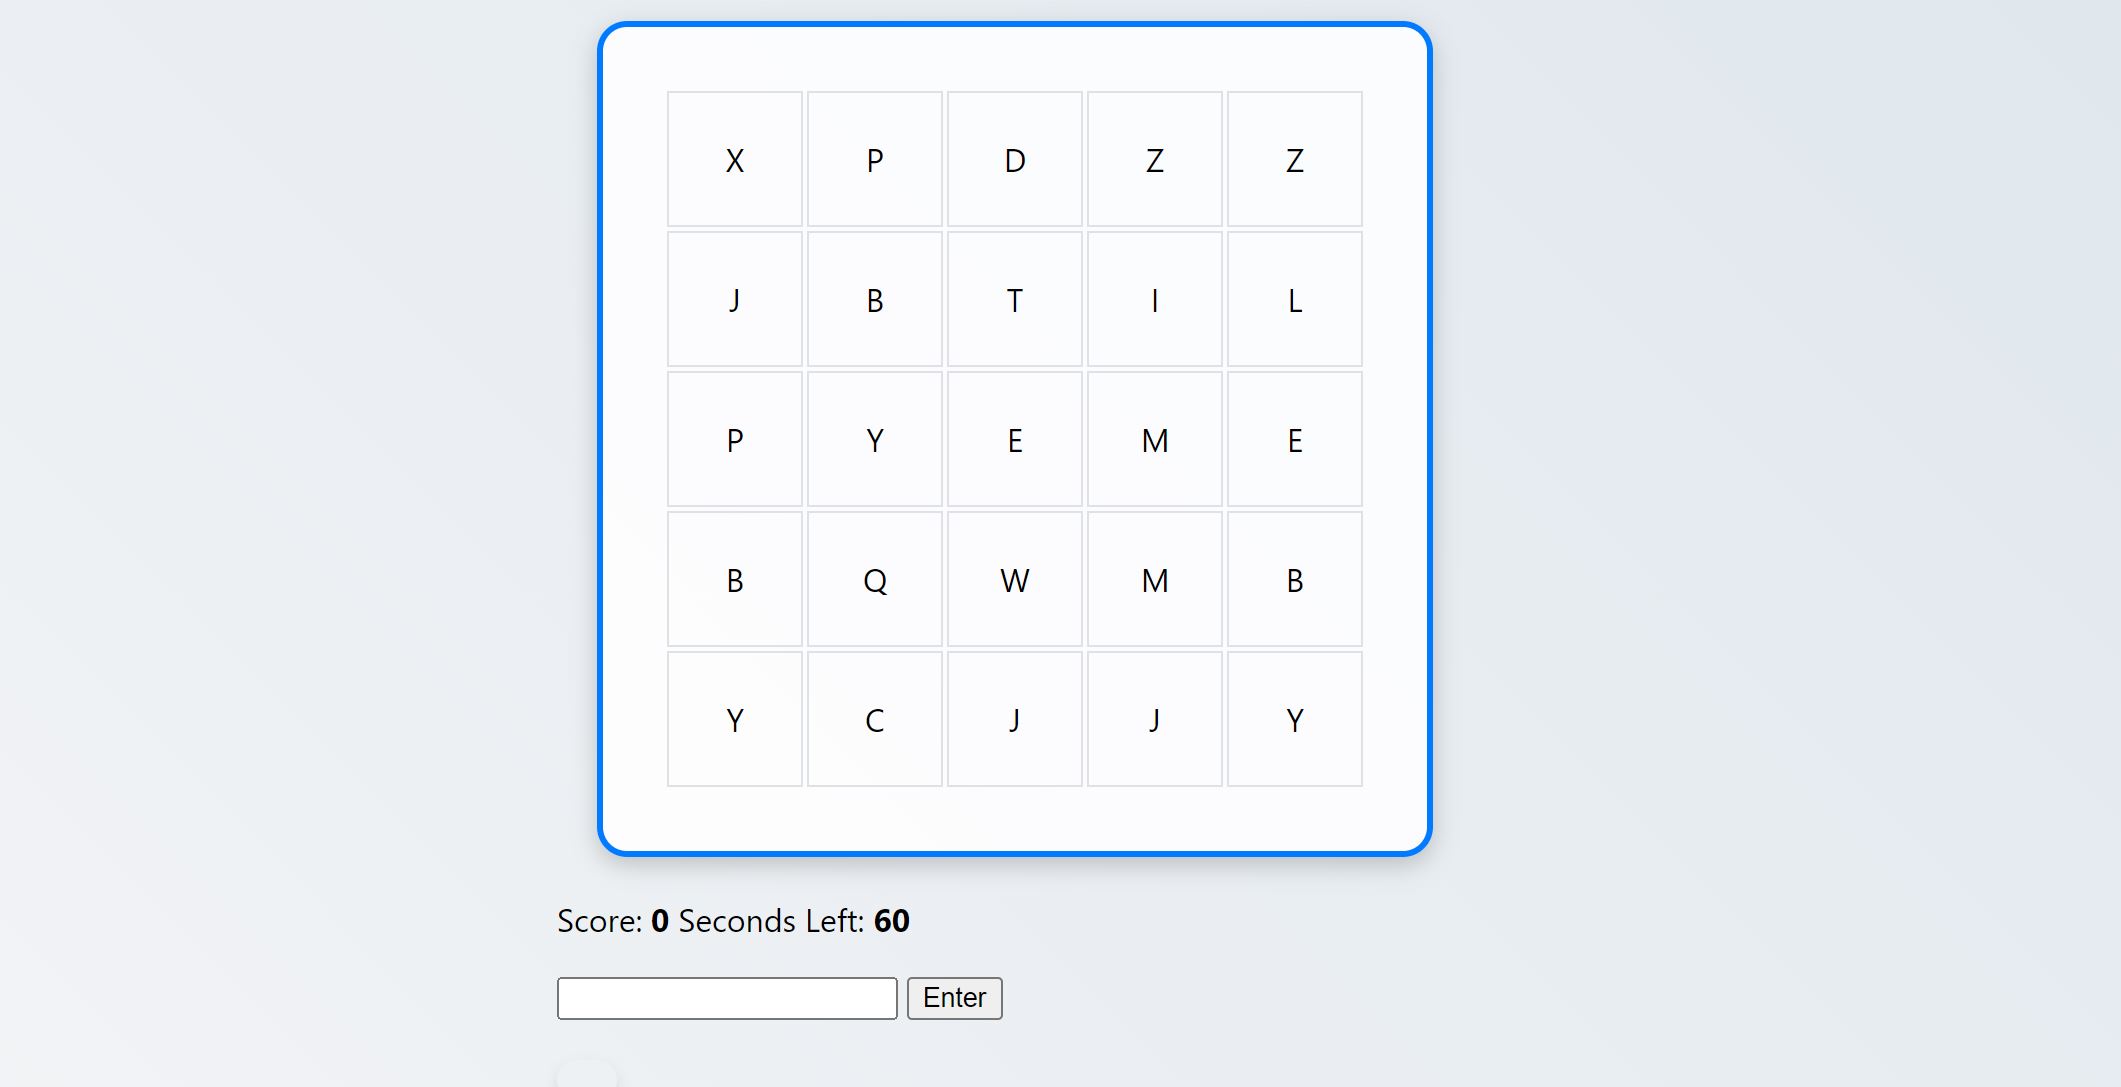 X P D Z Z
J B T I L
P Y E M E
B Q W M B
Y C J J Y
Score: 0 Seconds Left: 60
Enter